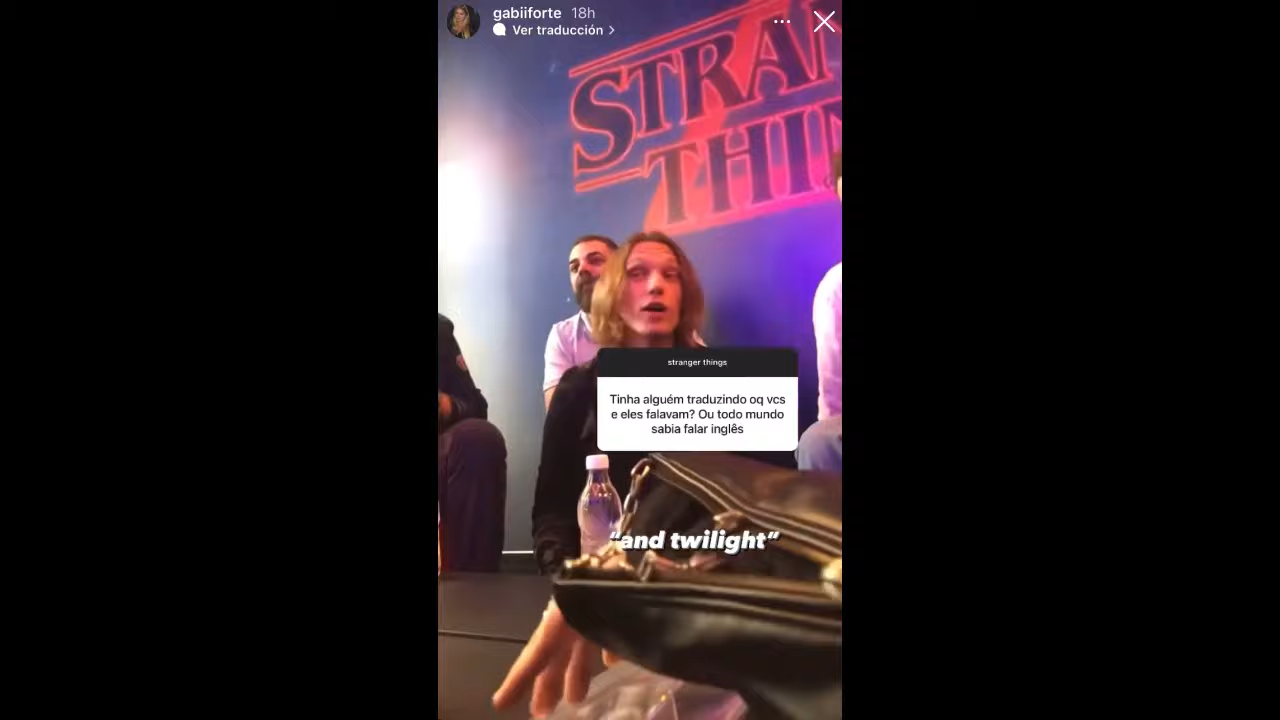 gabiiforte 18h
Ver traducción
STRAN
THIN
stranger things
Tinha alguém traduzindo oq vcs
e eles falavam? Ou todo mundo
sabia falar inglês
“and twilight“